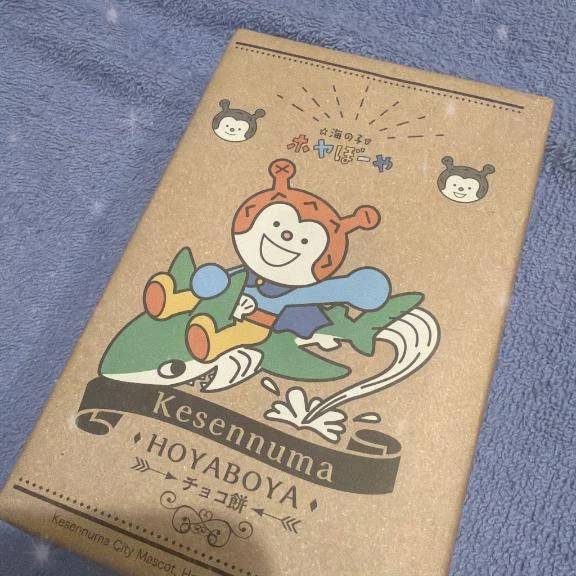 ☆海の子☆
ホヤぼーや
Kesennuma
HOYABOYA
チョコ餅
Kesennuma City Mascot,